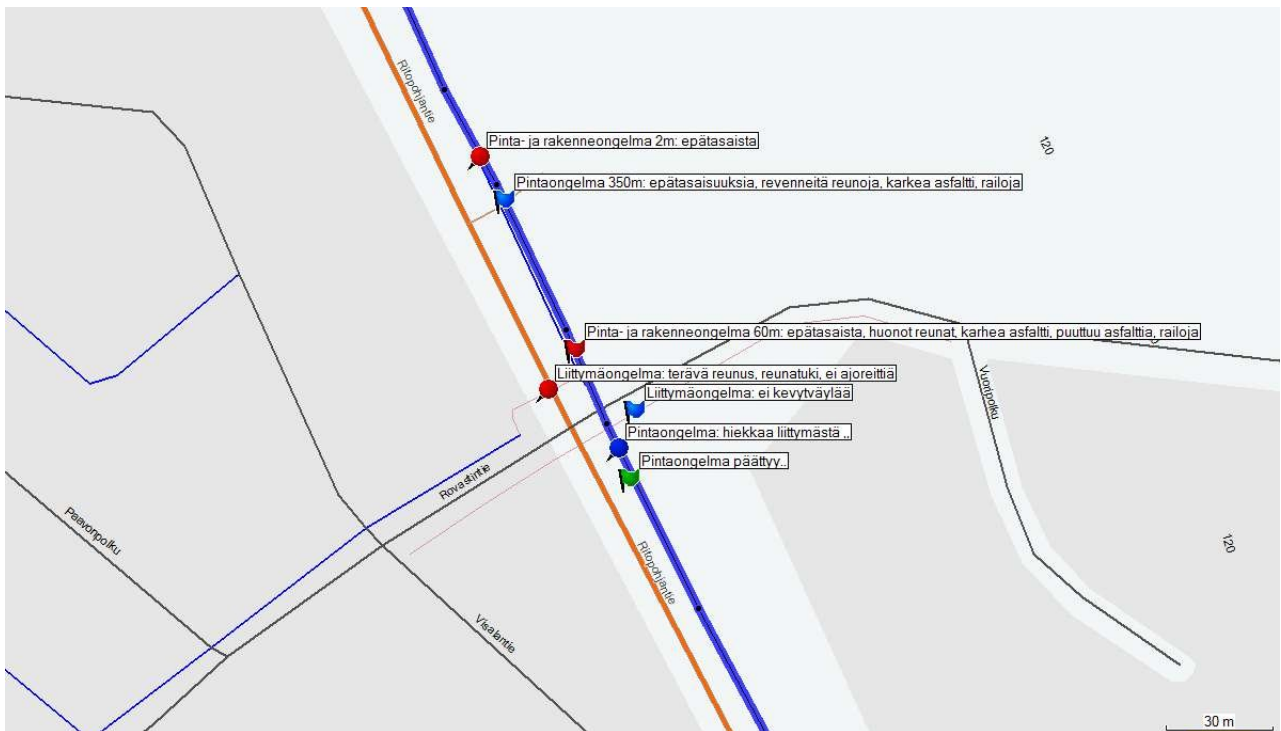 Ritopohjantie
Pinta- ja rakenneongelma 2m: epätasaista
120
Pintaongelma 350m: epätasaisuuksia, revenneitä reunoja, karkea asfaltti, railoja
Pinta- ja rakenneongelma 60m: epätasaista, huonot reunat, karhea asfaltti, puuttuu asfalttia, railoja
Liittymäongelma: terävä reunus, reunatuki, ei ajoreittiä
Vuoripolku
Liittymäongelma: ei kevytväylää
Pintaongelma: hiekkaa liittymästä ..
Pintaongelma päättyy..
Rovastintie
Paavonpolku
120
Ritopohjantie
Visalantie
30 m